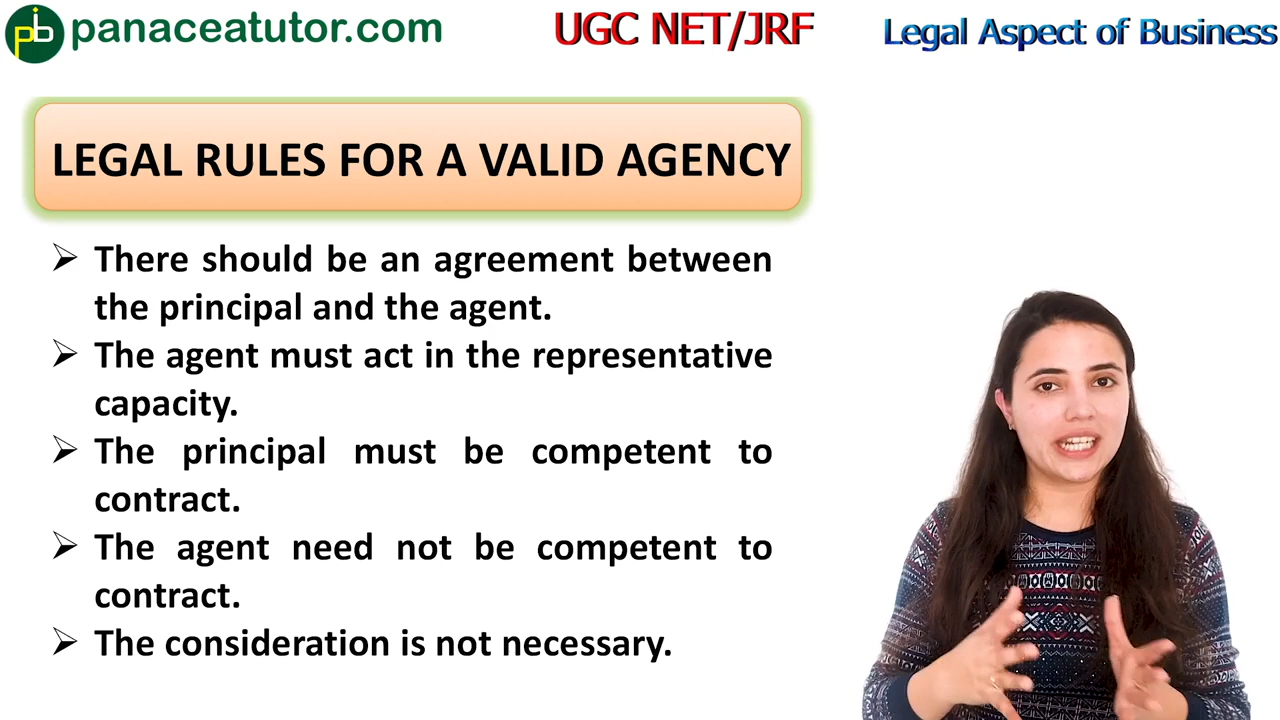 pb panaceatutor.com
UGC NET/JRF
Legal Aspect of Business
LEGAL RULES FOR A VALID AGENCY
➢ There should be an agreement between
the principal and the agent.
➢ The agent must act in the representative
capacity.
➢ The principal must be competent to
contract.
➢ The agent need not be competent to
contract.
➢ The consideration is not necessary.